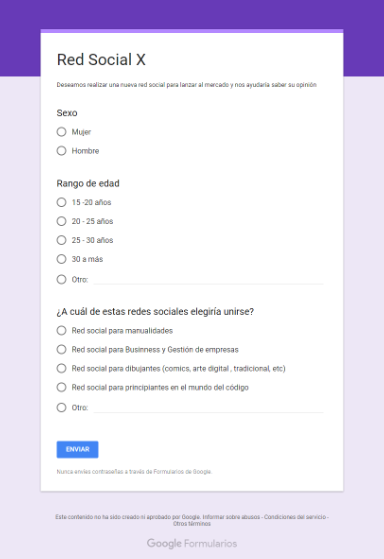 Red Social X
Deseamos realizar una nueva red social para lanzar al mercado y nos ayudaría saber su opinión
Sexo
Mujer
Hombre
Rango de edad
15 -20 años
20 - 25 años
25 - 30 años
30 a más
Otro:
¿A cuál de estas redes sociales elegiría unirse?
Red social para manualidades
Red social para Businness y Gestión de empresas
Red social para dibujantes (comics, arte digital , tradicional, etc)
Red social para principiantes en el mundo del código
Otro:
ENVIAR
Nunca envíes contraseñas a través de Formularios de Google.
Este contenido no ha sido creado ni aprobado por Google. Informar sobre abusos - Condiciones del servicio -
Otros términos
Google Formularios